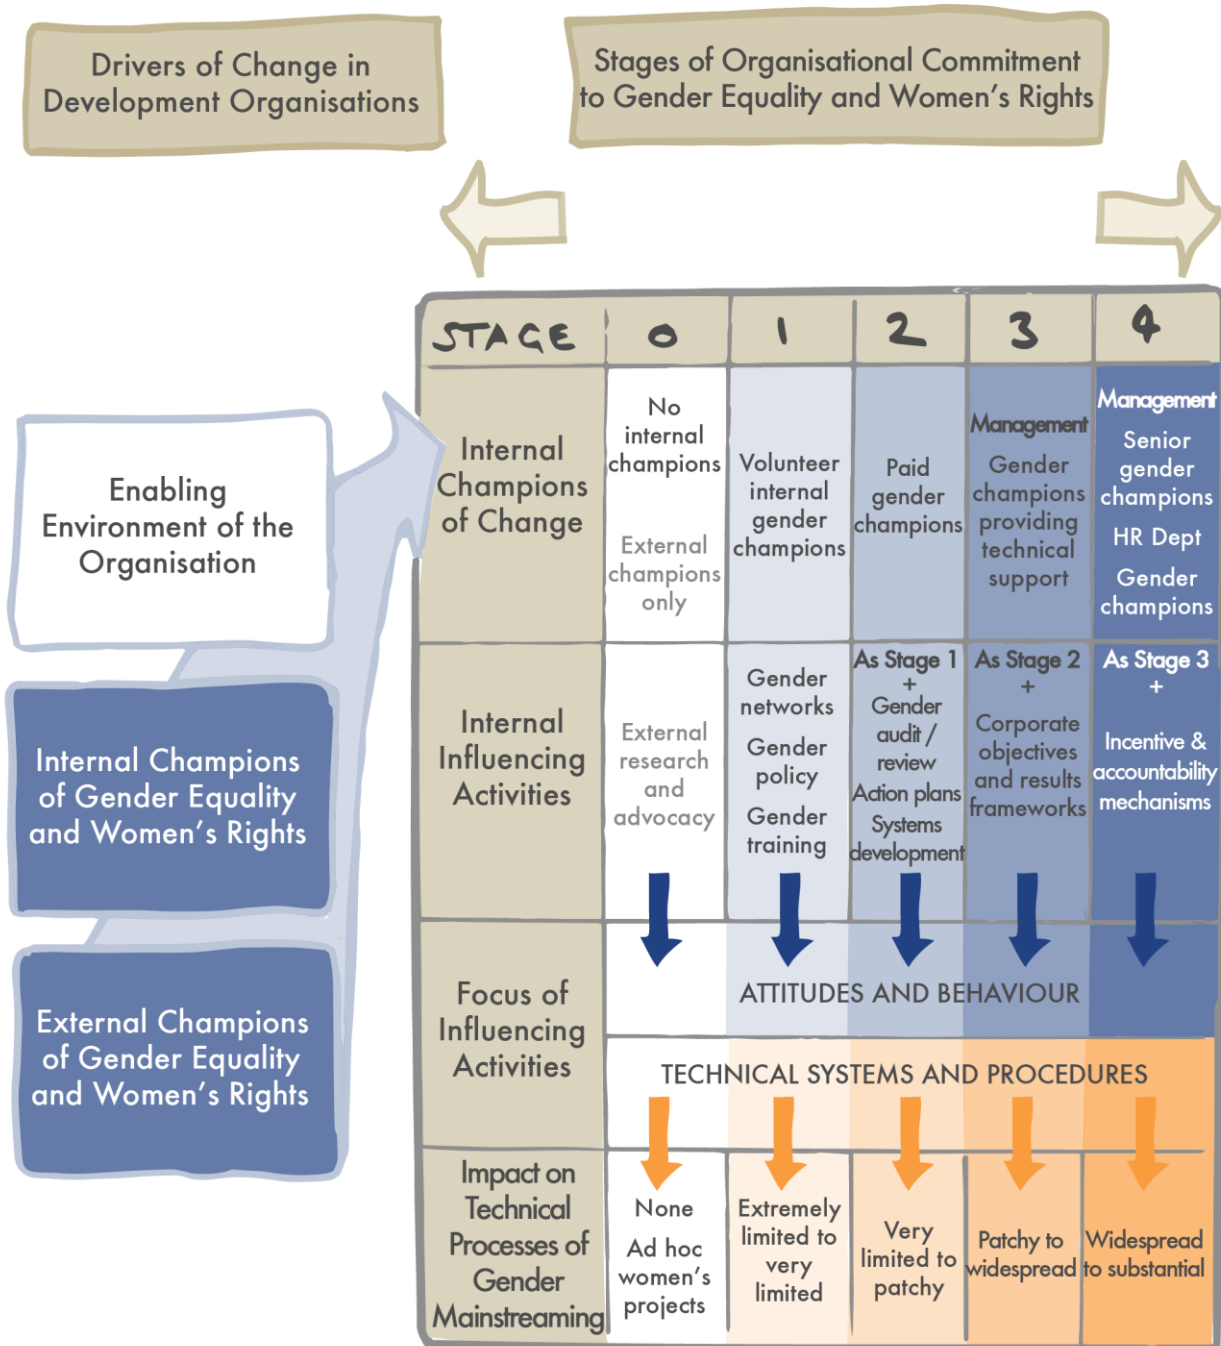 Drivers of Change in
Development Organisations
Stages of Organisational Commitment
to Gender Equality and Women's Rights
STAGE
0
1
2
3
4
Enabling
Environment of the
Organisation
Internal Champions
of Gender Equality
and Women's Rights
External Champions
of Gender Equality
and Women's Rights
Internal
Champions
of Change
No
internal
champions
External
champions
only
Volunteer
internal
gender
champions
Paid
gender
champions
Management
Gender
champions
providing
technical
support
Management
Senior
gender
champions
HR Dept
Gender
champions
Internal
Influencing
Activities
External
research
and
advocacy
Gender
networks
Gender
policy
Gender
training
As Stage 1
+
Gender
audit /
review
Action plans
Systems
development
As Stage 2
+
Corporate
objectives
and results
frameworks
As Stage 3
+
Incentive &
accountability
mechanisms
Focus of
Influencing
Activities
ATTITUDES AND BEHAVIOUR
TECHNICAL SYSTEMS AND PROCEDURES
Impact on
Technical
Processes of
Gender
Mainstreaming
None
Ad hoc
women's
projects
Extremely
limited to
very
limited
Very
limited to
patchy
Patchy to
widespread
Widespread
to substantial